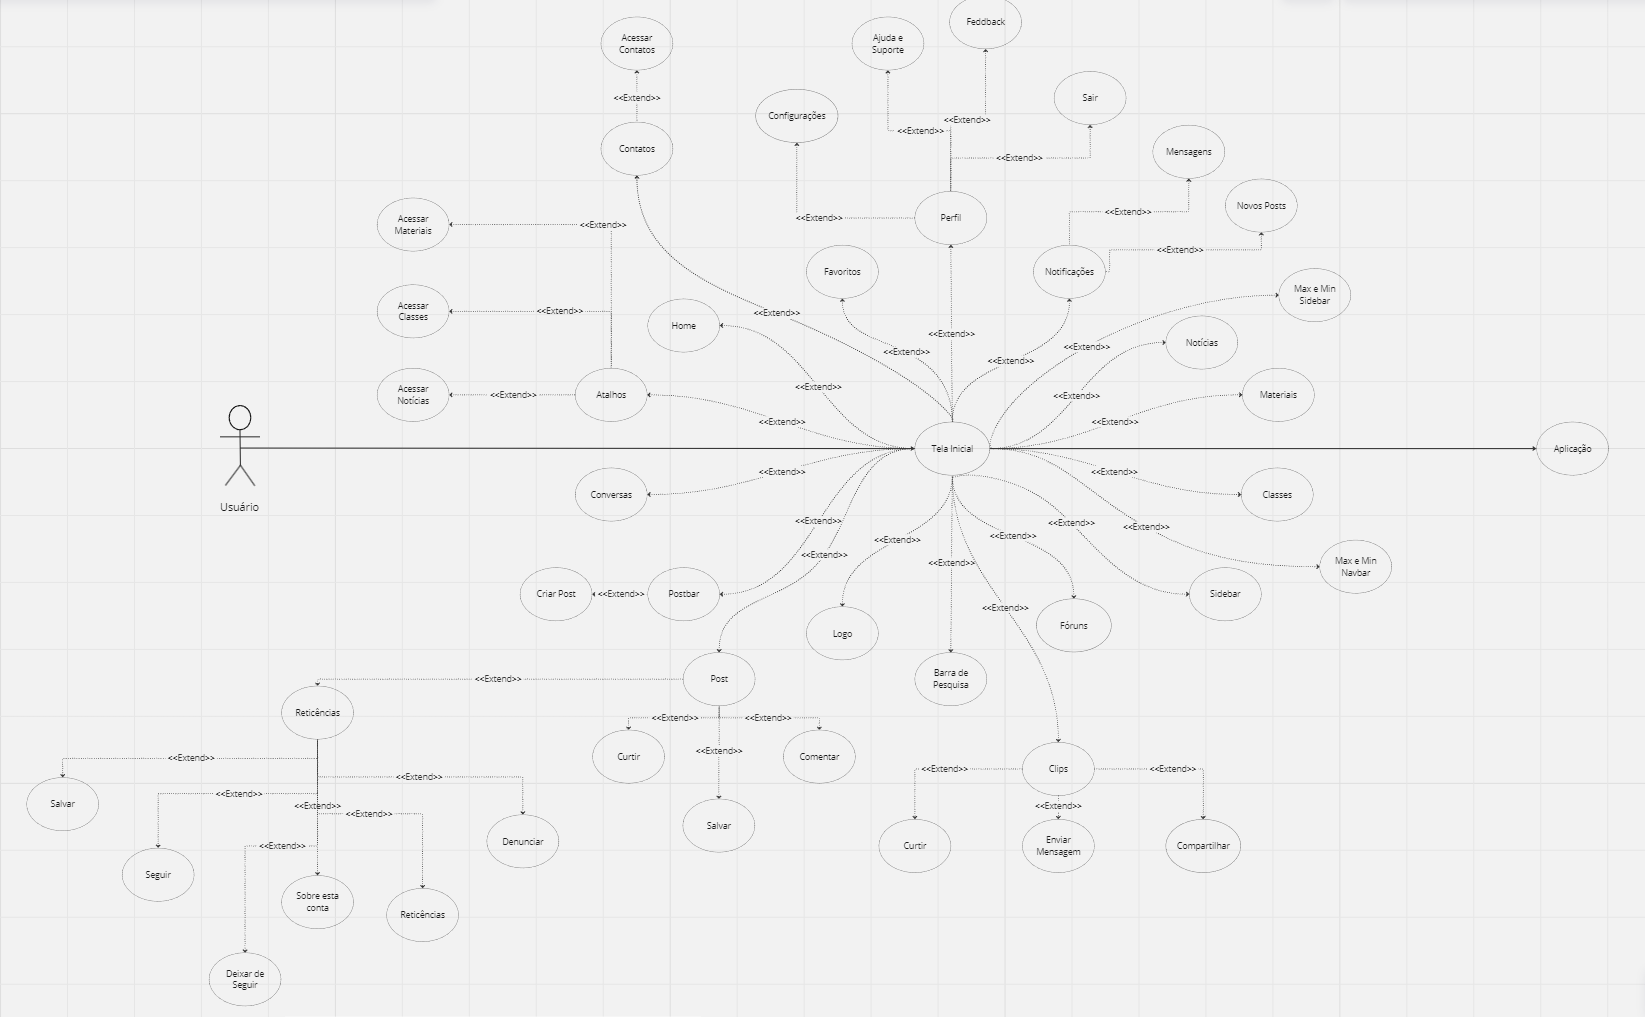 Feddback
Acessar
Contatos
Ajuda e
Suporte
<<Extend>>
Sair
Configurações
<<Extend>>
<<Extend>>
Contatos
Mensagens
<<Extend>>
Novos Posts
<<Extend>>
<<Extend>>
Perfil
Acessar
Materiais
<<Extend>>
<<Extend>>
Favoritos
Notificações
Max e Min
Sidebar
Acessar
Classes
<<Extend>>
<<Extend>>
Home
<<Extend>>
Notícias
<<Extend>>
<<Extend>>
<<Extend>>
<<Extend>>
Acessar
Notícias
<<Extend>>
Atalhos
<<Extend>>
<<Extend>>
Materiais
<<Extend>>
<<Extend>>
Tela Inicial
Aplicação
<<Extend>>
<<Extend>>
Conversas
Classes
Usuário
<<Extend>>
<<Extend>>
<<Extend>>
<<Extend>>
<<Extend>>
<<Extend>>
<<Extend>>
Max e Min
Navbar
Criar Post
<<Extend>>
Postbar
Sidebar
<<Extend>>
Fóruns
Logo
Barra de
Pesquisa
Post
<<Extend>>
Reticências
<<Extend>>
<<Extend>>
<<Extend>>
Curtir
Comentar
<<Extend>>
<<Extend>>
Clips
<<Extend>>
<<Extend>>
<<Extend>>
Salvar
<<Extend>>
<<Extend>>
<<Extend>>
Salvar
Denunciar
<<Extend>>
Curtir
Enviar
Mensagem
Compartilhar
Seguir
Sobre esta
conta
Reticências
Deixar de
Seguir